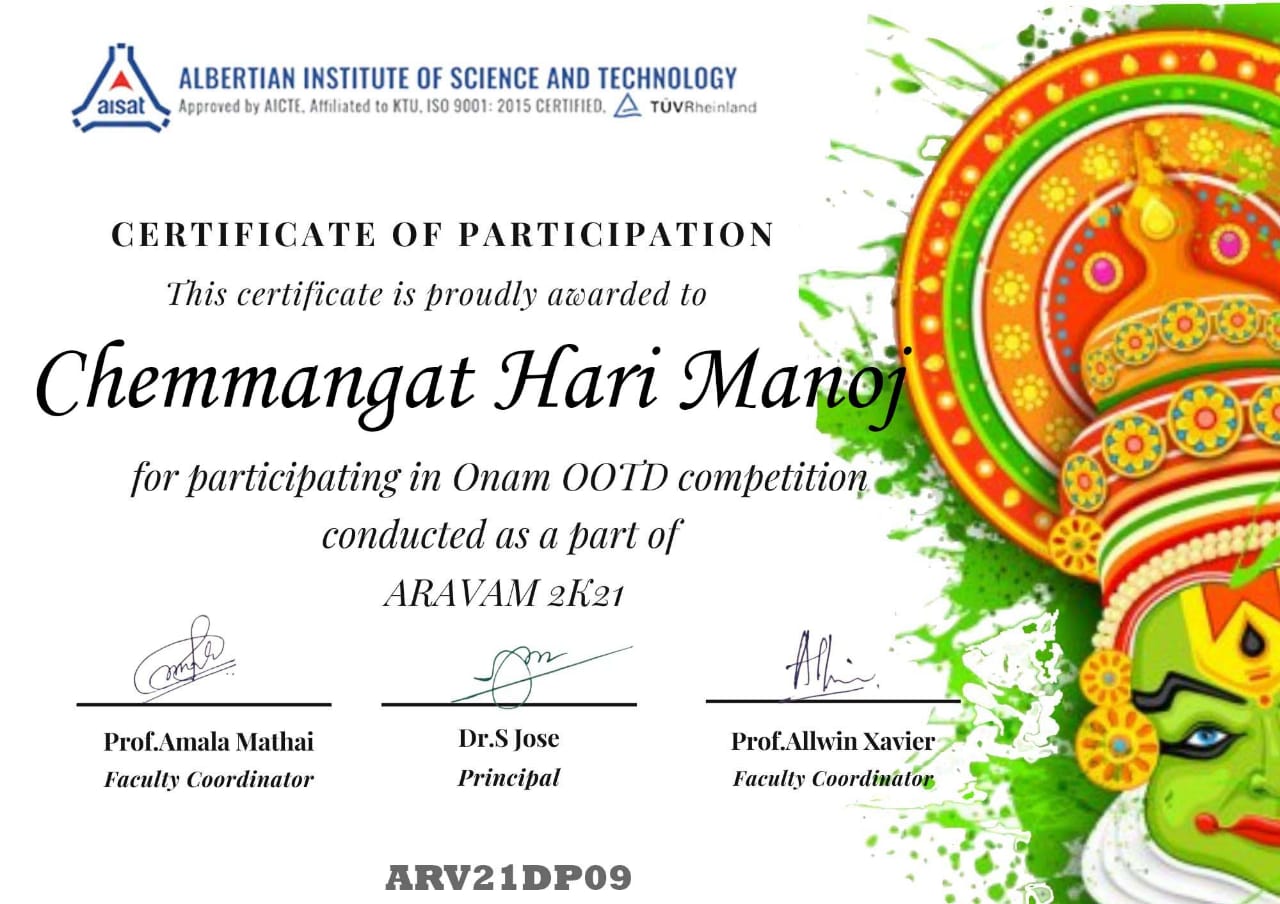 ALBERTIAN INSTITUTE OF SCIENCE AND TECHNOLOGY
aısat
Approved by AICTE, Affiliated to KTU, ISO 9001: 2015 CERTIFIED. TÜVRheinland
CERTIFICATE OF PARTICIPATION
This certificate is proudly awarded to
Chemmangat Hari Manoj
for participating in Onam OOTD competition
conducted as a part of
ARAVAM 2K21
Prof.Amala Mathai Dr.S Jose Prof.Allwin Xavier
Faculty Coordinator Principal Faculty Coordinator
ARV21DP09